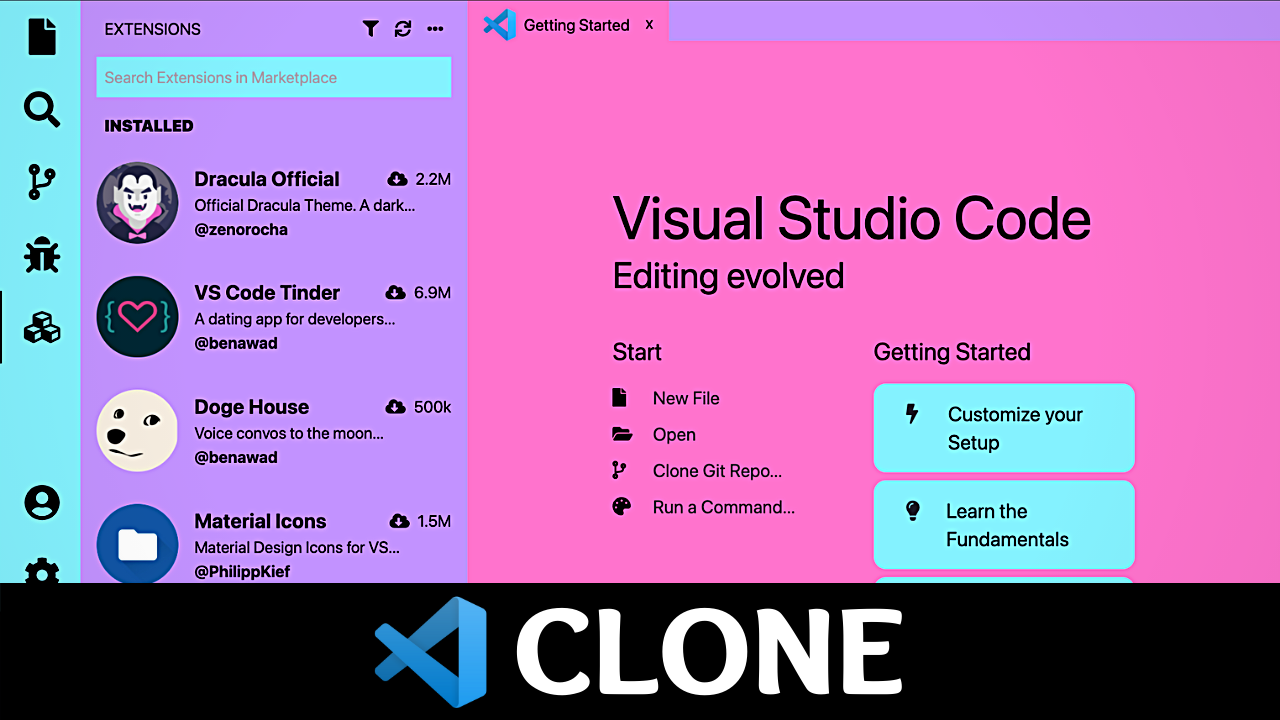 EXTENSIONS
Search Extensions in Marketplace
INSTALLED
Dracula Official 2.2M
Official Dracula Theme. A dark...
@zenorocha
VS Code Tinder 6.9M
A dating app for developers...
@benawad
Doge House 500k
Voice convos to the moon...
@benawad
Material Icons 1.5M
Material Design Icons for VS...
@PhilippKief
Getting Started x
Visual Studio Code
Editing evolved
Start
New File
Open
Clone Git Repo...
Run a Command...
Getting Started
Customize your
Setup
Learn the
Fundamentals
CLONE